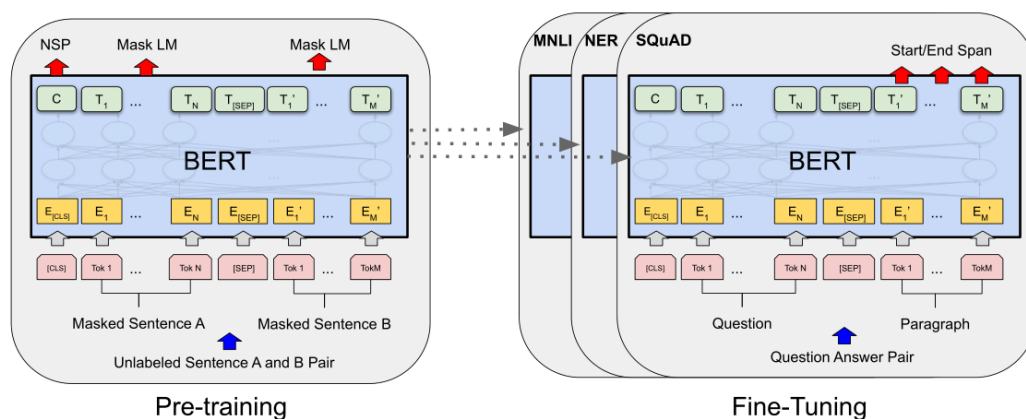 NSP Mask LM Mask LM
C T1 ... TN T[SEP] T1' ... TM'
BERT
E[CLS] E1 ... EN E[SEP] E1' ... EM'
[CLS] Tok 1 ... Tok N [SEP] Tok 1 ... TokM
Masked Sentence A Masked Sentence B
Unlabeled Sentence A and B Pair
Pre-training
MNLI NER SQuAD
Start/End Span
C T1 ... TN T[SEP] T1' ... TM'
BERT
E[CLS] E1 ... EN E[SEP] E1' ... EM'
[CLS] Tok 1 ... Tok N [SEP] Tok 1 ... TokM
Question Paragraph
Question Answer Pair
Fine-Tuning